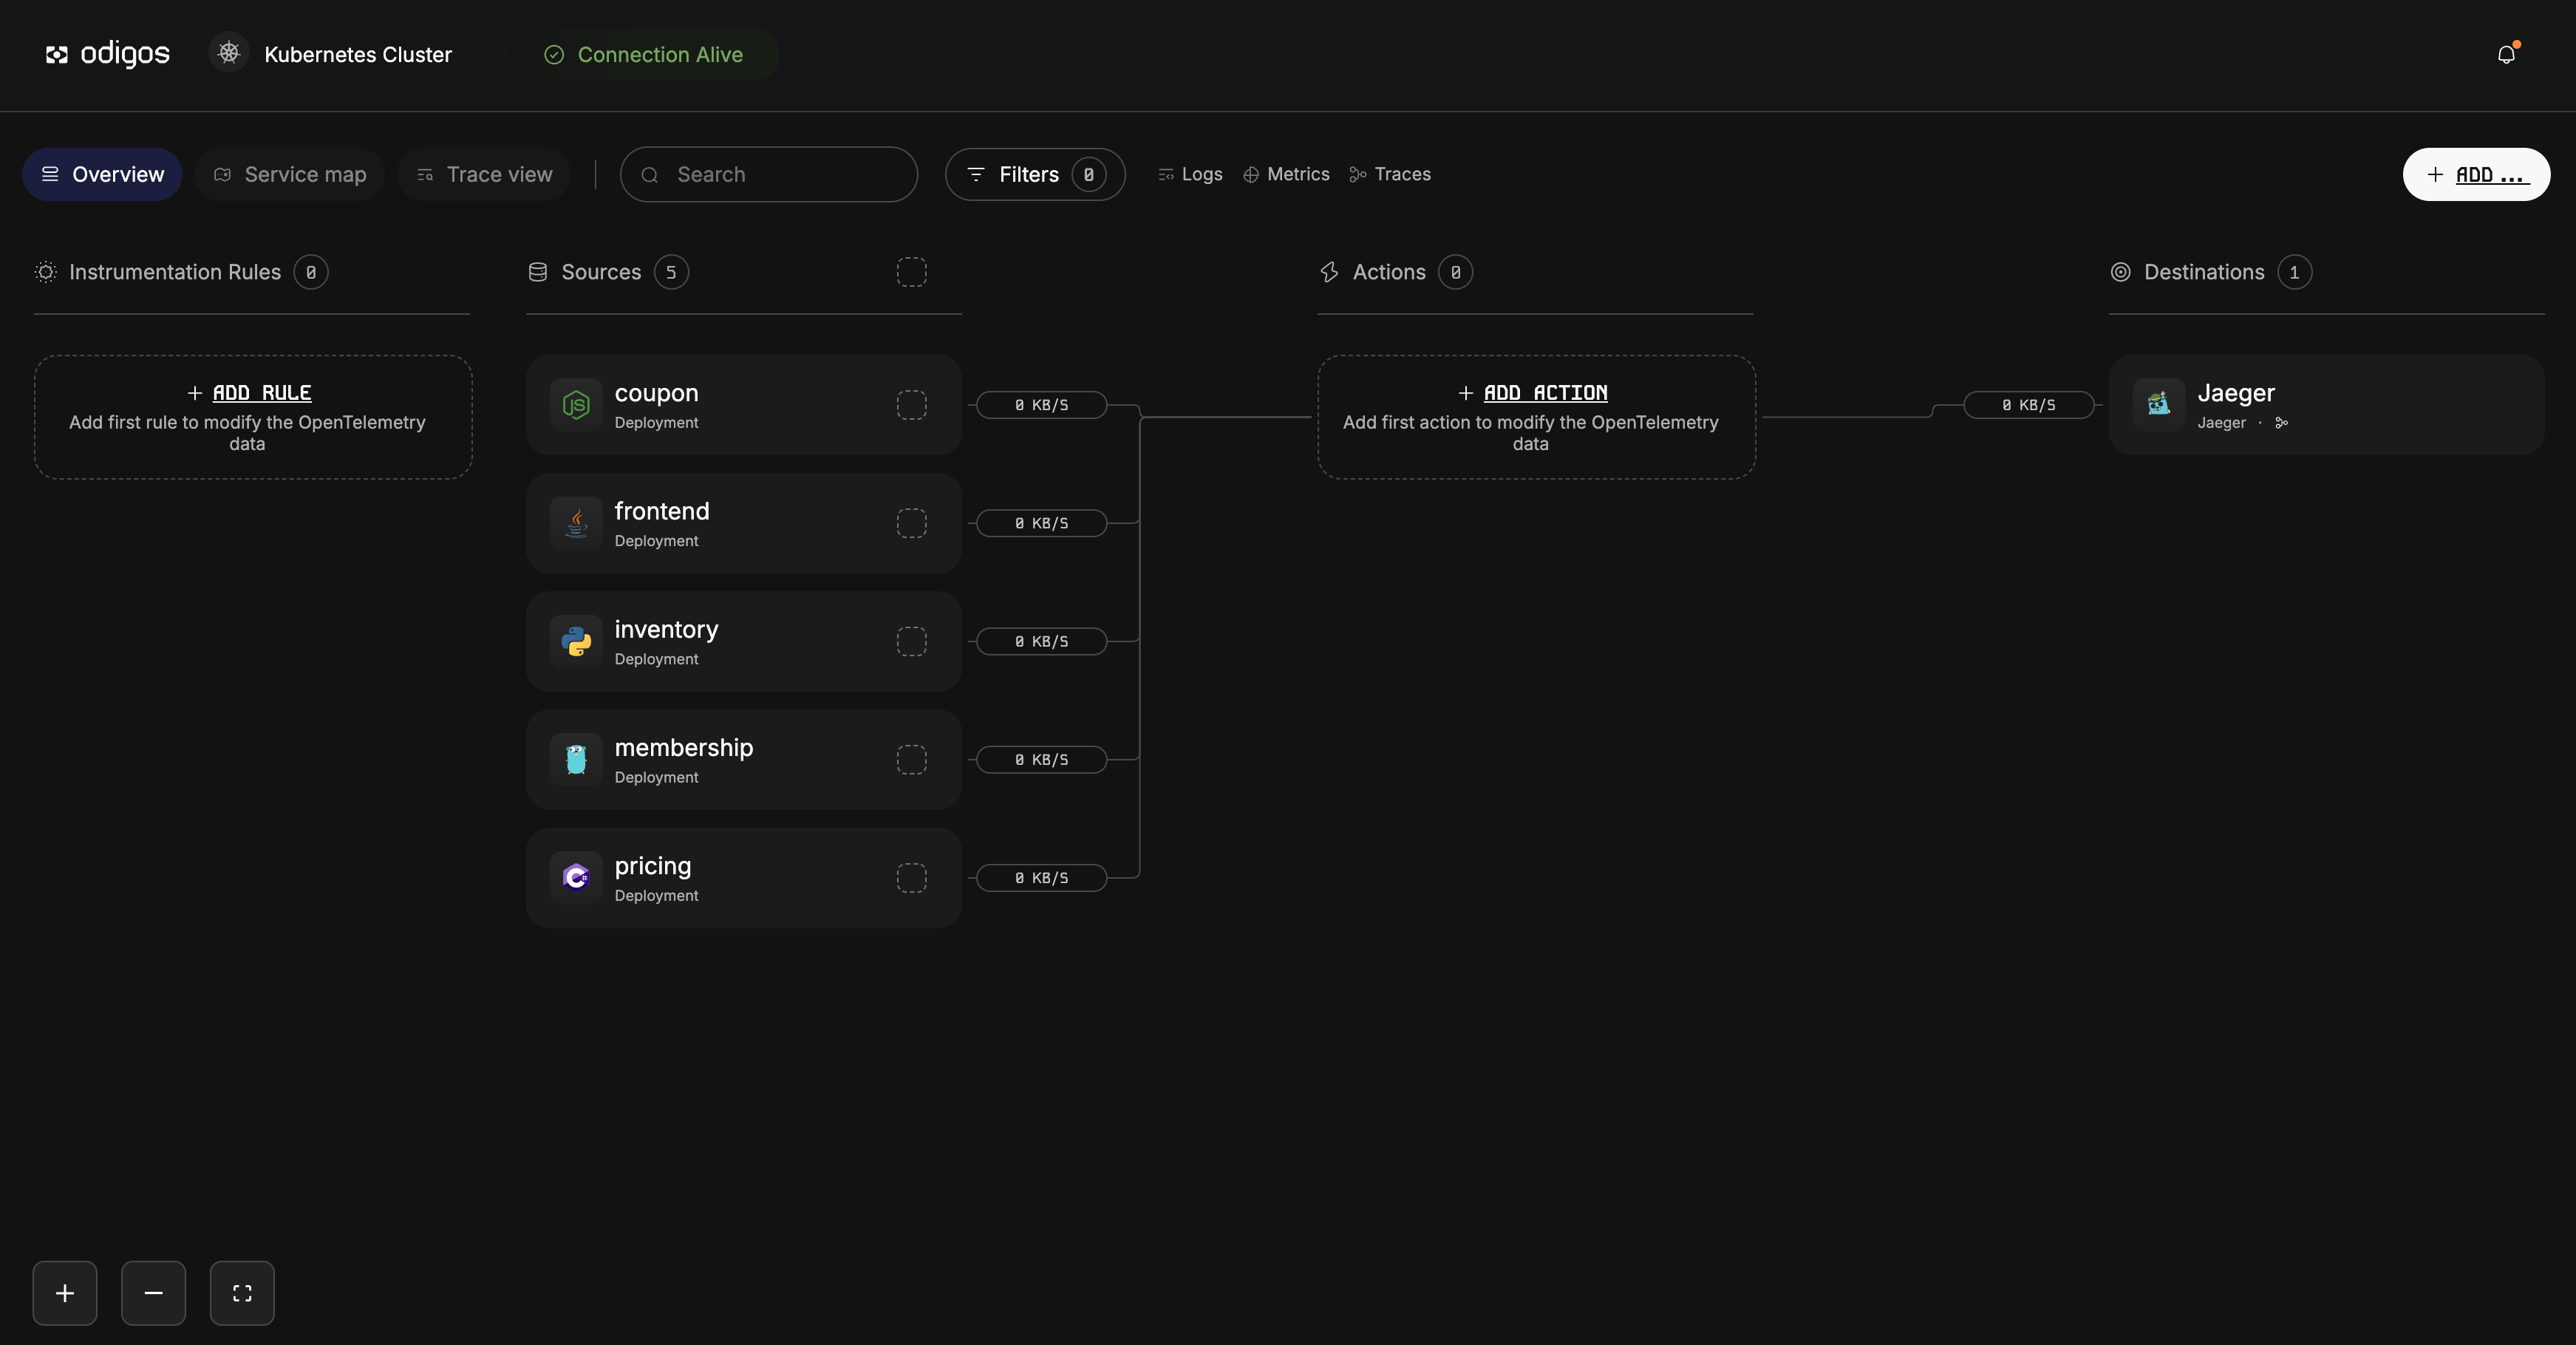 odigos
Kubernetes Cluster
Connection Alive
Overview
Service map
Trace view
Search
Filters 0
Logs
Metrics
Traces
+ ADD ...
Instrumentation Rules 0
+ ADD RULE
Add first rule to modify the OpenTelemetry
data
Sources 5
coupon
Deployment
0 KB/S
frontend
Deployment
0 KB/S
inventory
Deployment
0 KB/S
membership
Deployment
0 KB/S
pricing
Deployment
0 KB/S
Actions 0
+ ADD ACTION
Add first action to modify the OpenTelemetry
data
0 KB/S
Destinations 1
Jaeger
Jaeger ·